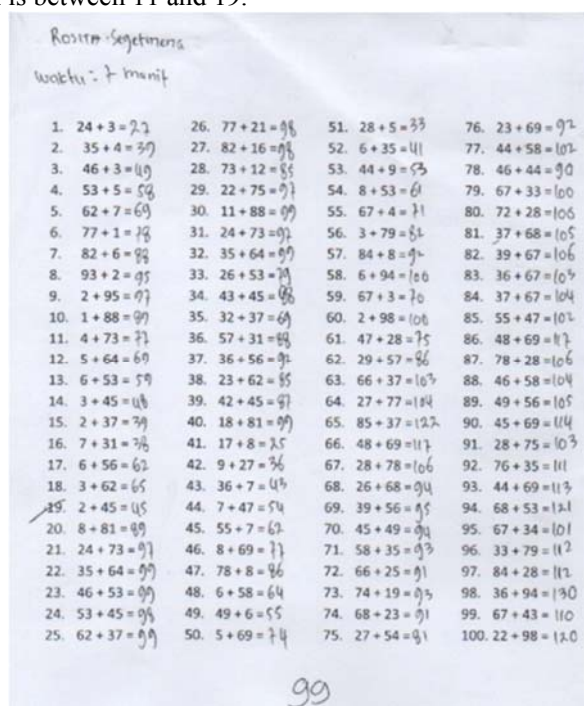 is between 11 and 19.
Rosita Segetmena
Waktu : 7 menit
1. 24 + 3 = 27
2. 35 + 4 = 39
3. 46 + 3 = 49
4. 53 + 5 = 58
5. 62 + 7 = 69
6. 77 + 1 = 78
7. 82 + 6 = 88
8. 93 + 2 = 95
9. 2 + 95 = 97
10. 1 + 88 = 89
11. 4 + 73 = 77
12. 5 + 64 = 69
13. 6 + 53 = 59
14. 3 + 45 = 48
15. 2 + 37 = 39
16. 7 + 31 = 38
17. 6 + 56 = 62
18. 3 + 62 = 65
19. 2 + 45 = 45
20. 8 + 81 = 89
21. 24 + 73 = 97
22. 35 + 64 = 99
23. 46 + 53 = 99
24. 53 + 45 = 98
25. 62 + 37 = 99
26. 77 + 21 = 98
27. 82 + 16 = 98
28. 73 + 12 = 85
29. 22 + 75 = 97
30. 11 + 88 = 99
31. 24 + 73 = 97
32. 35 + 64 = 99
33. 26 + 53 = 79
34. 43 + 45 = 88
35. 32 + 37 = 69
36. 57 + 31 = 88
37. 36 + 56 = 92
38. 23 + 62 = 85
39. 42 + 45 = 87
40. 18 + 81 = 99
41. 17 + 8 = 25
42. 9 + 27 = 36
43. 36 + 7 = 43
44. 7 + 47 = 54
45. 55 + 7 = 62
46. 8 + 69 = 77
47. 78 + 8 = 86
48. 6 + 58 = 64
49. 49 + 6 = 55
50. 5 + 69 = 74
51. 28 + 5 = 33
52. 6 + 35 = 41
53. 44 + 9 = 53
54. 8 + 53 = 61
55. 67 + 4 = 71
56. 3 + 79 = 82
57. 84 + 8 = 92
58. 6 + 94 = 100
59. 67 + 3 = 70
60. 2 + 98 = 100
61. 47 + 28 = 75
62. 29 + 57 = 86
63. 66 + 37 = 103
64. 27 + 77 = 104
65. 85 + 37 = 122
66. 48 + 69 = 117
67. 28 + 78 = 106
68. 26 + 68 = 94
69. 39 + 56 = 95
70. 45 + 49 = 94
71. 58 + 35 = 93
72. 66 + 25 = 91
73. 74 + 19 = 93
74. 68 + 23 = 91
75. 27 + 54 = 81
76. 23 + 69 = 92
77. 44 + 58 = 102
78. 46 + 44 = 90
79. 67 + 33 = 100
80. 72 + 28 = 100
81. 37 + 68 = 105
82. 39 + 67 = 106
83. 36 + 67 = 103
84. 37 + 67 = 104
85. 55 + 47 = 102
86. 48 + 69 = 117
87. 78 + 28 = 106
88. 46 + 58 = 104
89. 49 + 56 = 105
90. 45 + 69 = 114
91. 28 + 75 = 103
92. 76 + 35 = 111
93. 44 + 69 = 113
94. 68 + 53 = 121
95. 67 + 34 = 101
96. 33 + 79 = 112
97. 84 + 28 = 112
98. 36 + 94 = 130
99. 67 + 43 = 110
100. 22 + 98 = 120
99